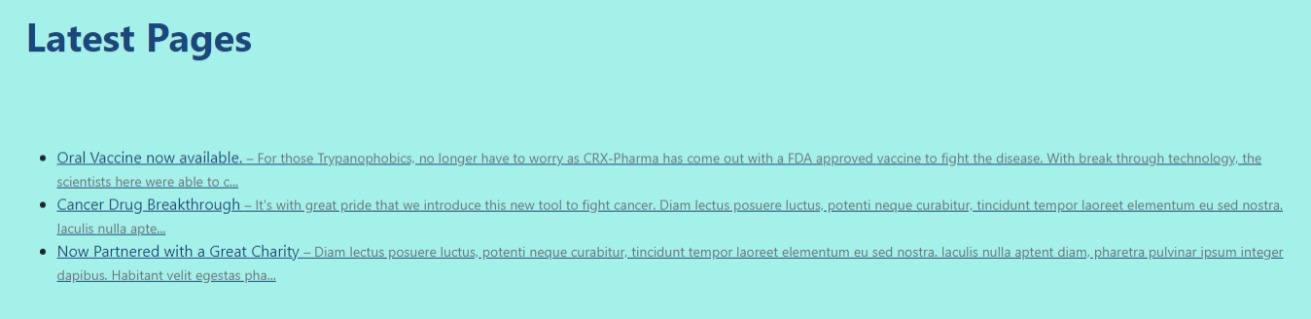 Latest Pages
Oral Vaccine now available. – For those Trypanophobics, no longer have to worry as CRX-Pharma has come out with a FDA approved vaccine to fight the disease. With break through technology, the
scientists here were able to c...
Cancer Drug Breakthrough – It's with great pride that we introduce this new tool to fight cancer. Diam lectus posuere luctus, potenti neque curabitur, tincidunt tempor laoreet elementum eu sed nostra.
Iaculis nulla apte...
Now Partnered with a Great Charity – Diam lectus posuere luctus, potenti neque curabitur, tincidunt tempor laoreet elementum eu sed nostra. Iaculis nulla aptent diam, pharetra pulvinar ipsum integer
dapibus. Habitant velit egestas pha...